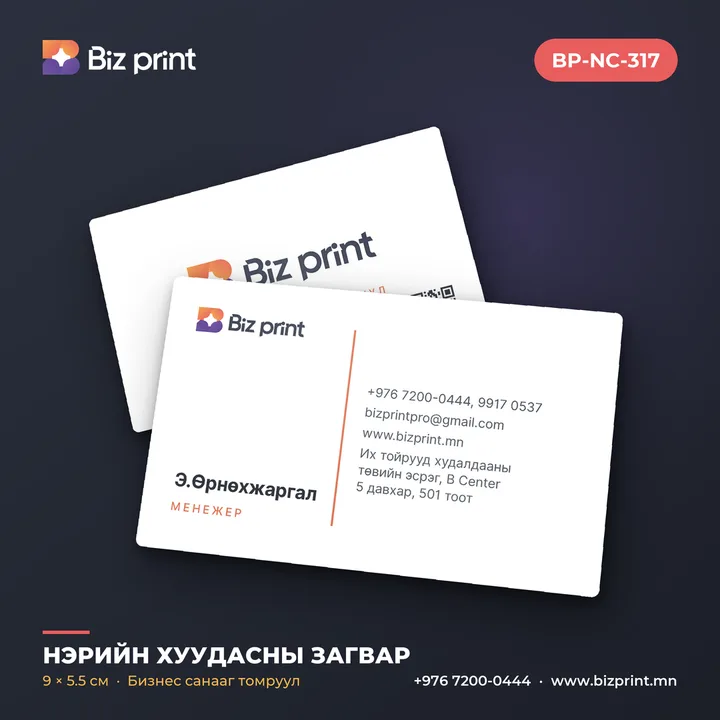 Biz print
BP-NC-317
Biz print
Biz print
+976 7200-0444, 9917 0537
bizprintpro@gmail.com
www.bizprint.mn
Их тойрууд худалдааны
төвийн эсрэг, B Center
5 давхар, 501 тоот
Э.Өрнөхжаргал
МЕНЕЖЕР
НЭРИЙН ХУУДАСНЫ ЗАГВАР
9 × 5.5 см · Бизнес санааг томруул
+976 7200-0444 · www.bizprint.mn